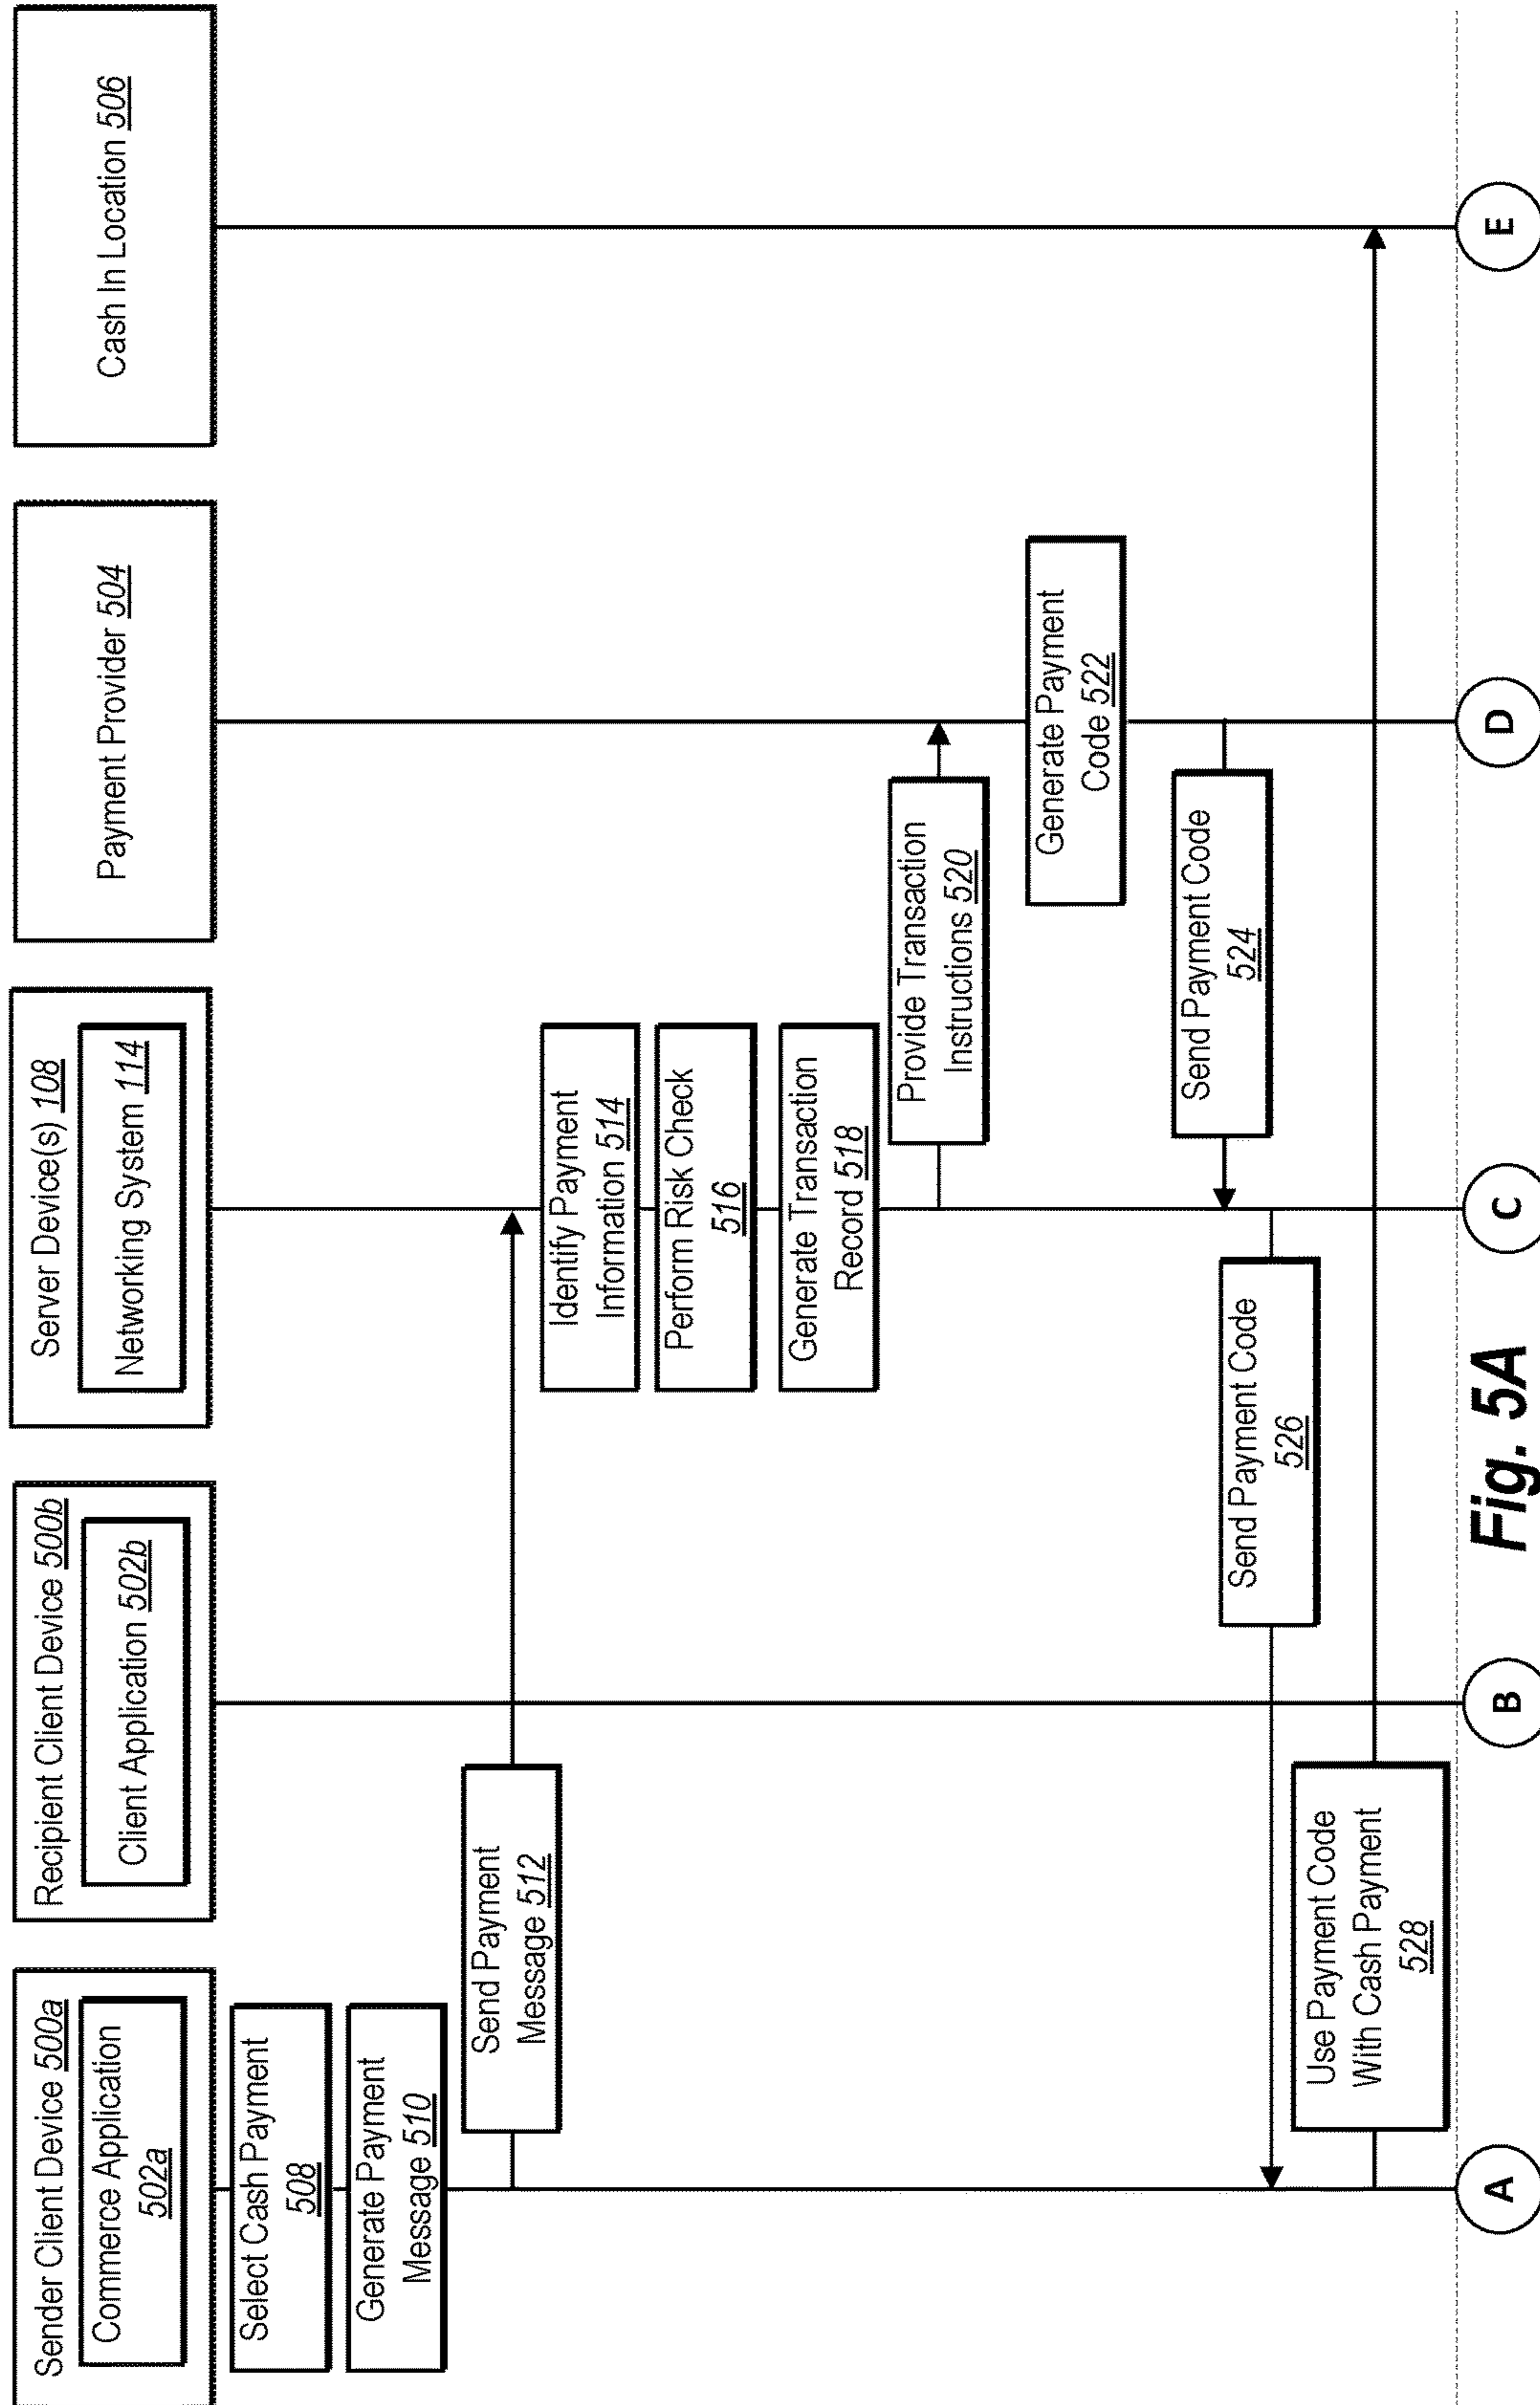 Sender Client Device 500a
Commerce Application
502a
Recipient Client Device 500b
Client Application 502b
Server Device(s) 108
Networking System 114
Payment Provider 504
Cash In Location 506
Select Cash Payment
508
Generate Payment
Message 510
Send Payment
Message 512
Identify Payment
Information 514
Perform Risk Check
516
Generate Transaction
Record 518
Provide Transaction
Instructions 520
Generate Payment
Code 522
Send Payment Code
524
Send Payment Code
526
Use Payment Code
With Cash Payment
528
A
B
C
D
E
Fig. 5A